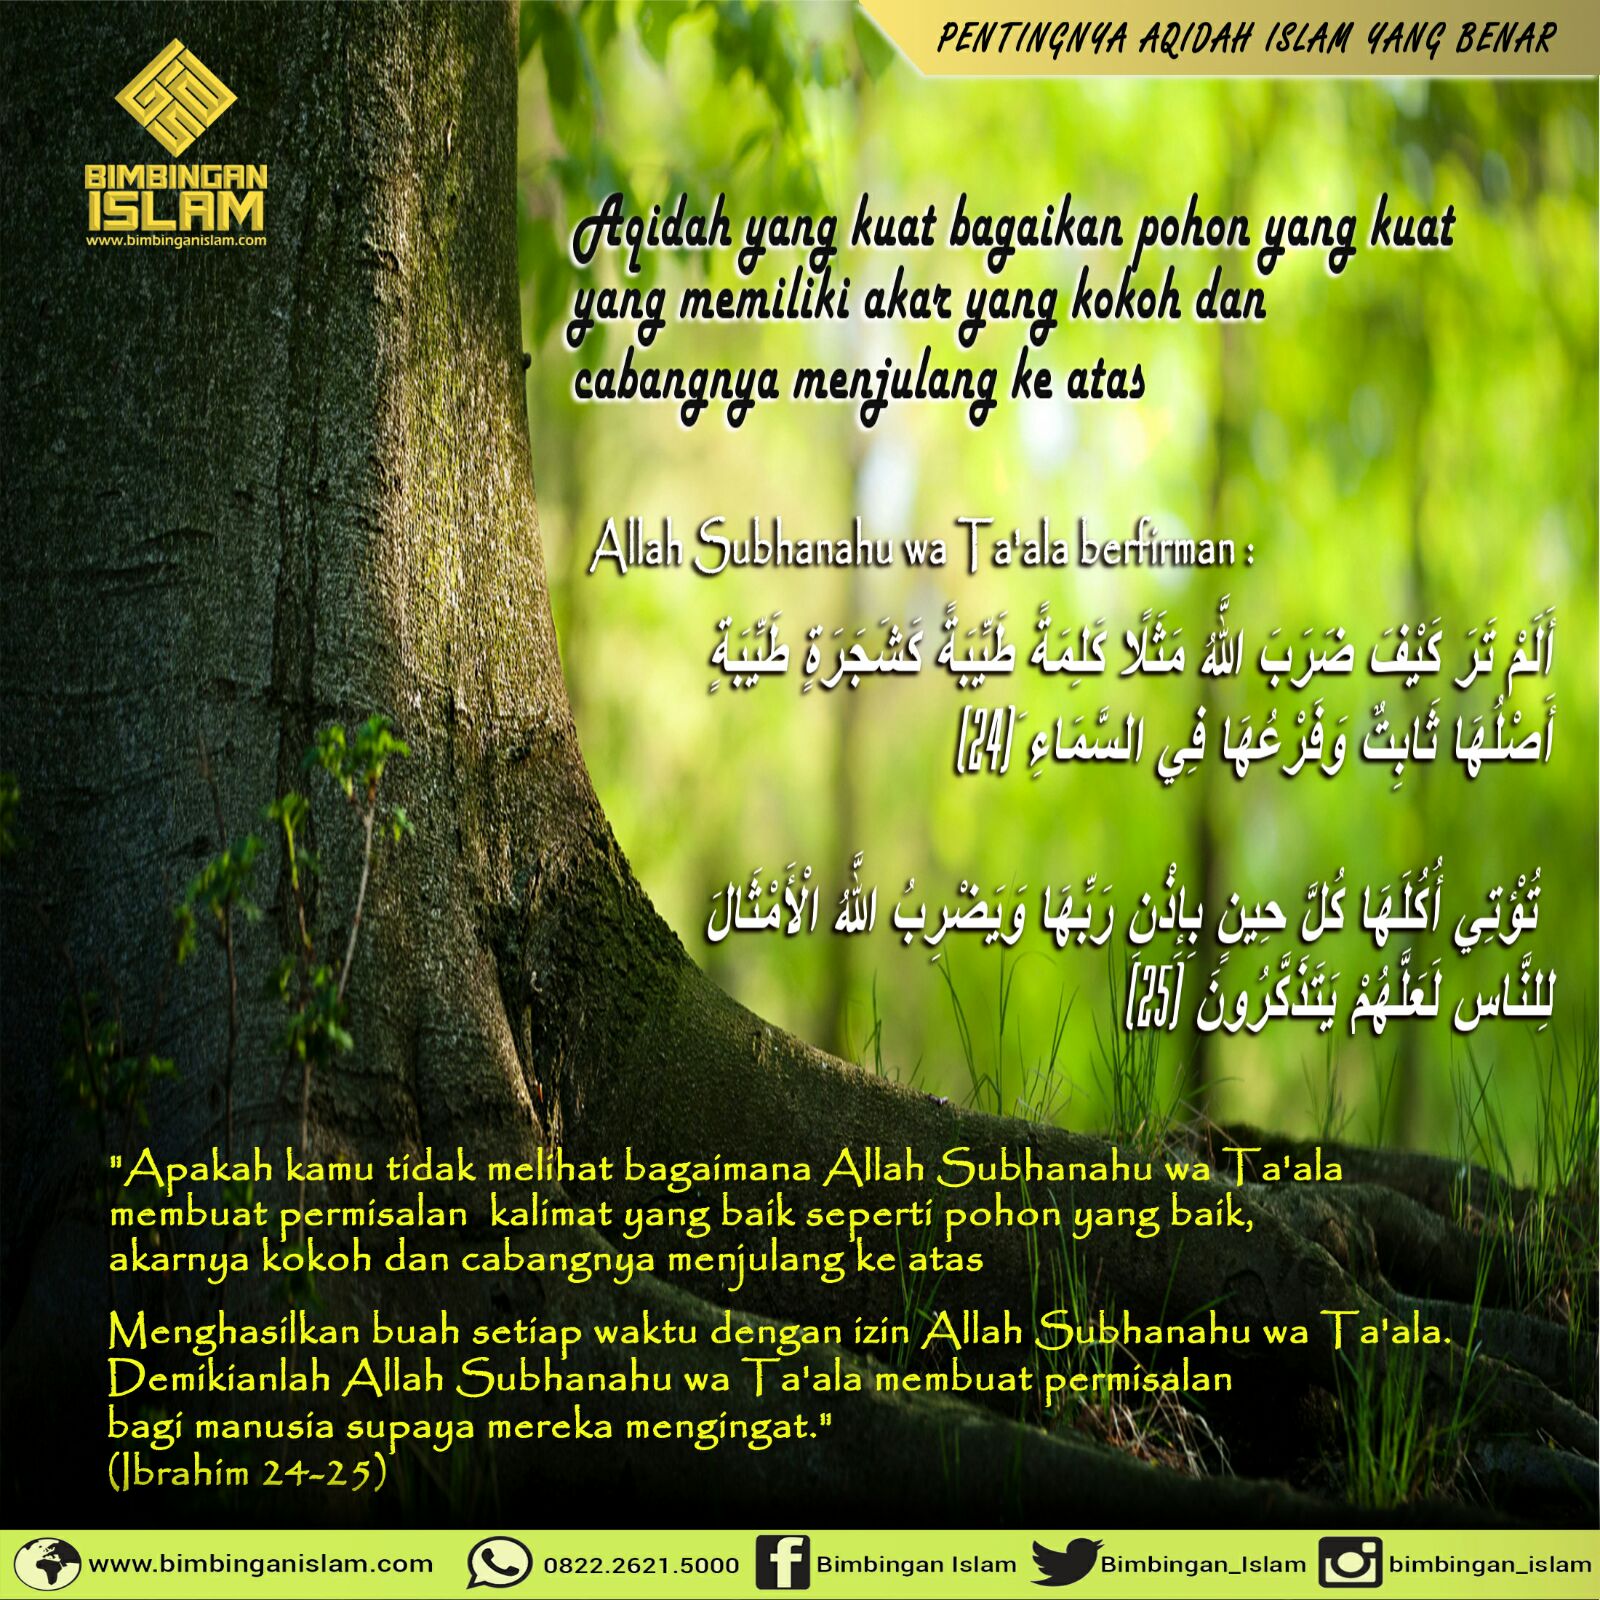 PENTINGNYA AQIDAH ISLAM YANG BENAR
BIMBINGAN
ISLAM
www.bimbinganislam.com
Aqidah yang kuat bagaikan pohon yang kuat
yang memiliki akar yang kokoh dan
cabangnya menjulang ke atas
Allah Subhanahu wa Ta'ala berfirman :
أَلَمْ تَرَ كَيْفَ ضَرَبَ اللَّهُ مَثَلًا كَلِمَةً طَيِّبَةً كَشَجَرَةٍ طَيِّبَةٍ
أَصْلُهَا ثَابِتٌ وَفَرْعُهَا فِي السَّمَاءِ (24)
تُؤْتِي أُكُلَهَا كُلَّ حِينٍ بِإِذْنِ رَبِّهَا وَيَضْرِبُ اللَّهُ الْأَمْثَالَ
لِلنَّاسِ لَعَلَّهُمْ يَتَذَكَّرُونَ (25)
"Apakah kamu tidak melihat bagaimana Allah Subhanahu wa Ta'ala
membuat permisalan kalimat yang baik seperti pohon yang baik,
akarnya kokoh dan cabangnya menjulang ke atas
Menghasilkan buah setiap waktu dengan izin Allah Subhanahu wa Ta'ala.
Demikianlah Allah Subhanahu wa Ta'ala membuat permisalan
bagi manusia supaya mereka mengingat."
(Ibrahim 24-25)
www.bimbinganislam.com 0822.2621.5000 Bimbingan Islam Bimbingan_Islam bimbingan_islam